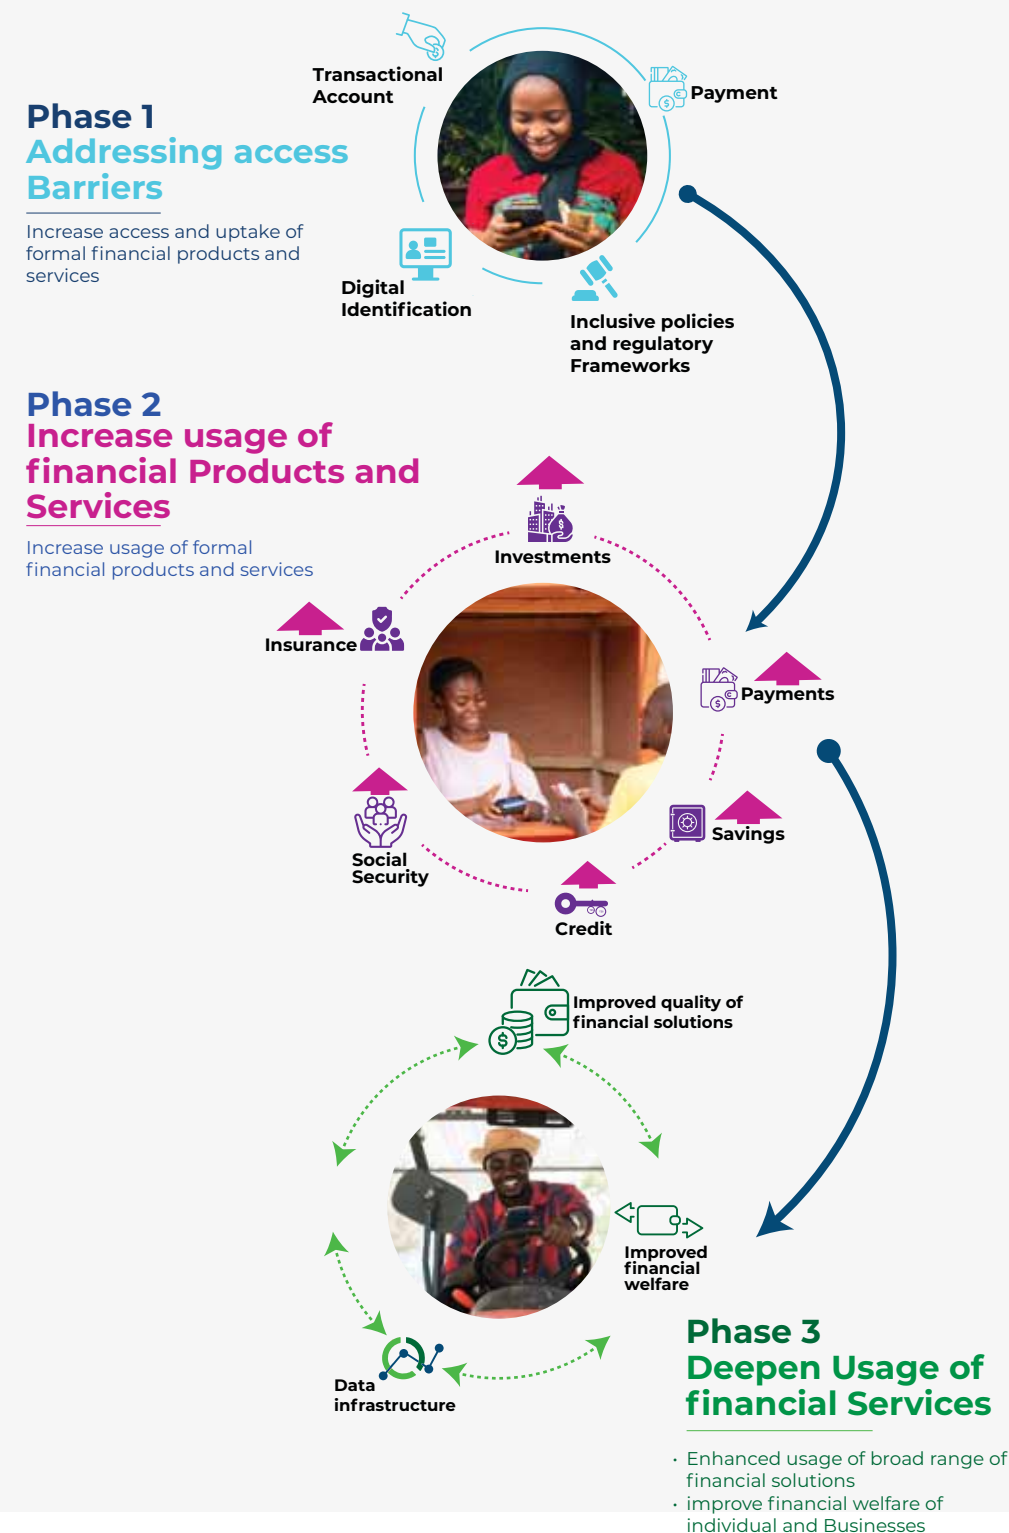 Transactional
Account
Payment
Phase 1
Addressing access
Barriers
Increase access and uptake of
formal financial products and
services
Digital
Identification
Inclusive policies
and regulatory
Frameworks
Phase 2
Increase usage of
financial Products and
Services
Increase usage of formal
financial products and services
Investments
Insurance
Payments
Savings
Social
Security
Credit
Improved quality of
financial solutions
Improved
financial
welfare
Data
infrastructure
Phase 3
Deepen Usage of
financial Services
• Enhanced usage of broad range of
financial solutions
• improve financial welfare of
individual and Businesses